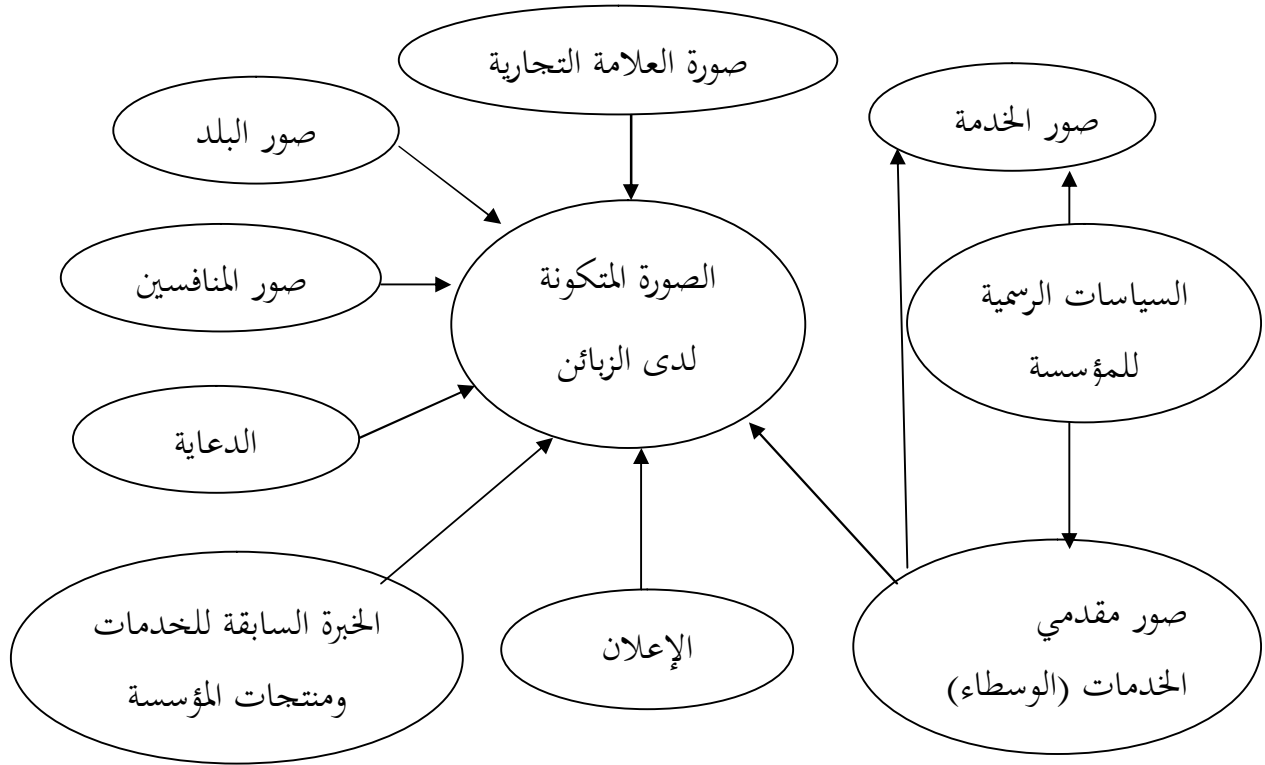 صورة العلامة التجارية
صور الخدمة
صور البلد
الصورة المتكونة
لدى الزبائن
السياسات الرسمية
للمؤسسة
صور المنافسين
الدعاية
صور مقدمي
الخدمات (الوسطاء)
الإعلان
الخبرة السابقة للخدمات
ومنتجات المؤسسة